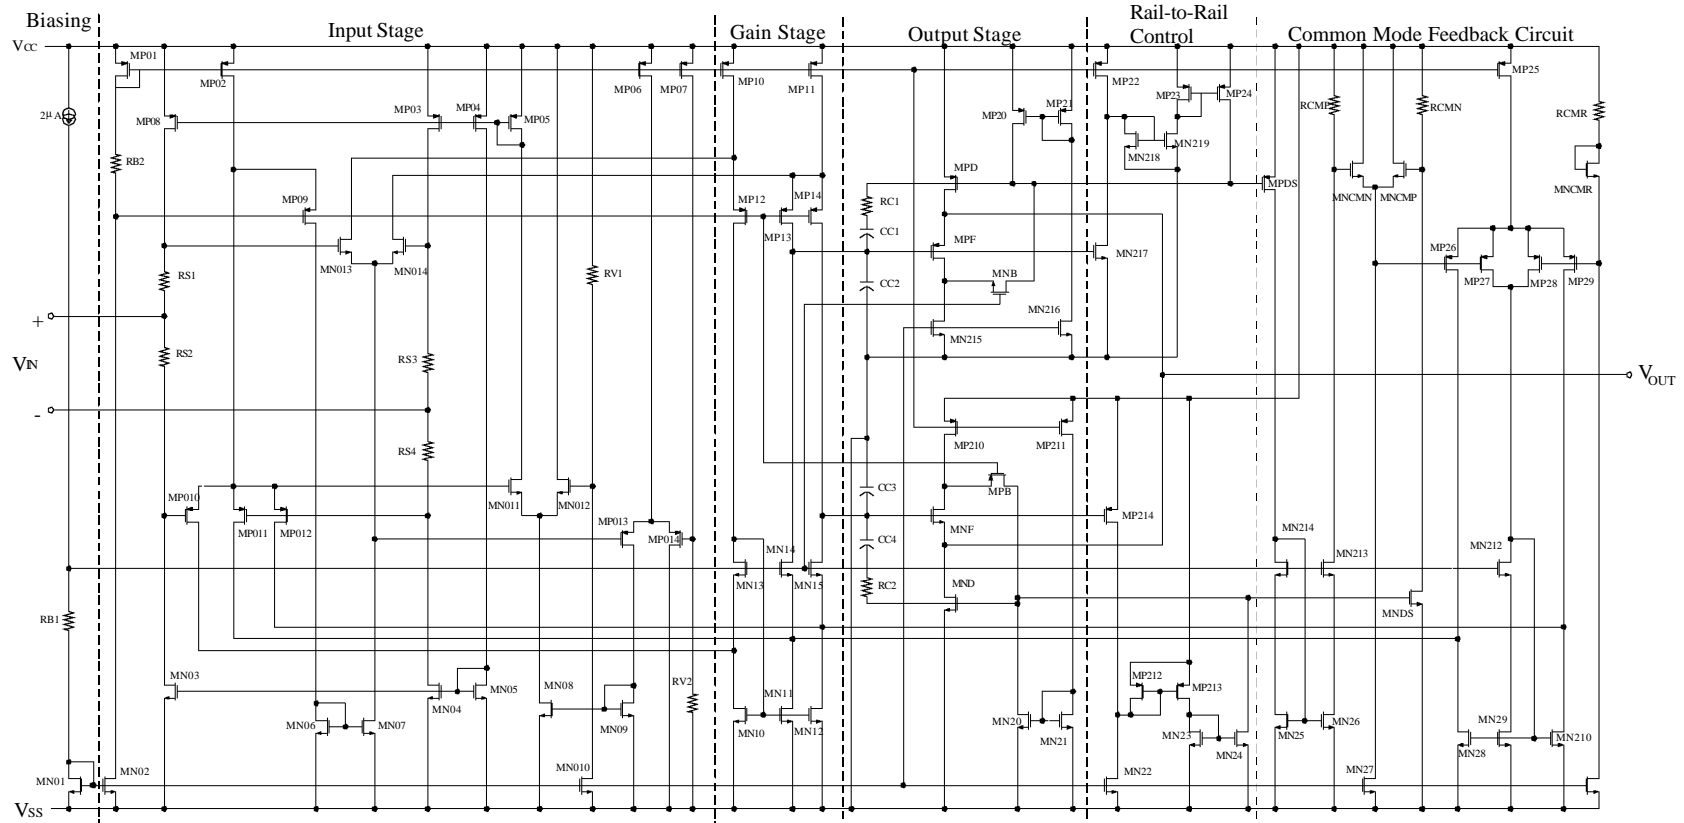 Biasing
Input Stage
Gain Stage
Output Stage
Rail-to-Rail
Control
Common Mode Feedback Circuit
VCC
MP01
MP02
MP06
MP07
MP10
MP11
MP22
MP23
MP24
MP25
2µA
MP08
MP03
MP04
MP05
MP20
MP21
MN218
MN219
RCMP
RCMN
RCMR
RB2
MP09
MP12
MP14
MP13
RC1
CC1
MPD
MPDS
MNCMN
MNCMP
MNCMR
MN013
MN014
MPF
MN217
MP26
MP27
MP28
MP29
RS1
RV1
CC2
MNB
MN216
MN215
+
RS2
VIN
RS3
VOUT
-
RS4
MP210
MP211
MP010
MP011
MP012
MN011
MN012
MP013
MP014
CC3
MPB
MNF
MP214
CC4
MN14
MN13
MN15
RC2
MND
MN214
MN213
MN212
MNDS
RB1
MN03
MN04
MN05
MN08
MN09
RV2
MN06
MN07
MN11
MN10
MN12
MN20
MN21
MP212
MP213
MN23
MN24
MN25
MN26
MN29
MN28
MN210
MN01
MN02
MN010
MN22
MN27
VSS